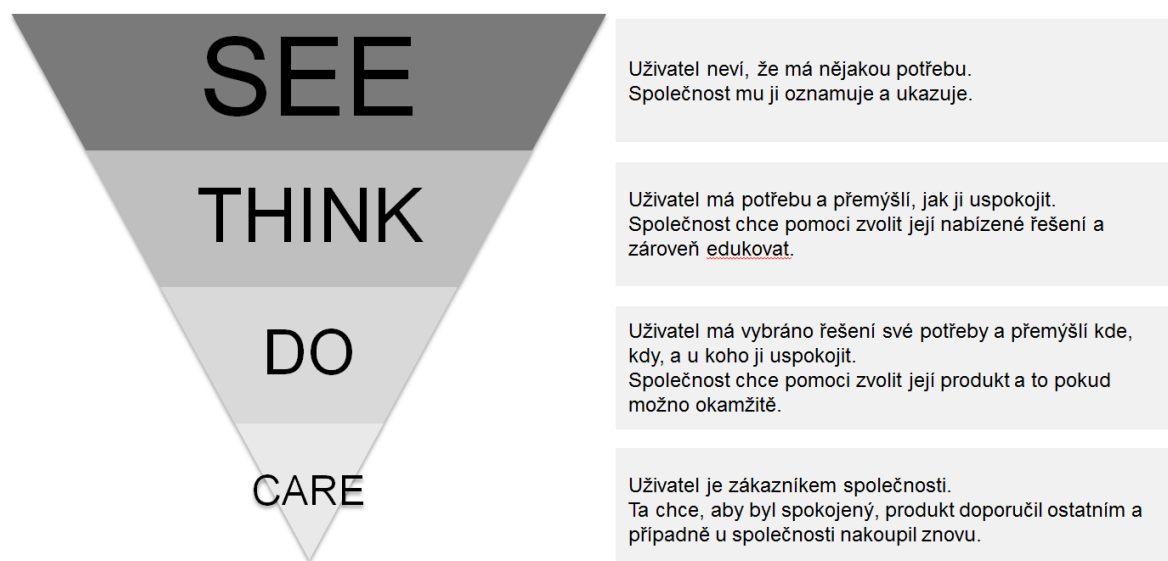 SEE
Uživatel neví, že má nějakou potřebu.
Společnost mu ji oznamuje a ukazuje.
THINK
Uživatel má potřebu a přemýšlí, jak ji uspokojit.
Společnost chce pomoci zvolit její nabízené řešení a
zároveň edukovat.
DO
Uživatel má vybráno řešení své potřeby a přemýšlí kde,
kdy, a u koho ji uspokojit.
Společnost chce pomoci zvolit její produkt a to pokud
možno okamžitě.
CARE
Uživatel je zákazníkem společnosti.
Ta chce, aby byl spokojený, produkt doporučil ostatním a
případně u společnosti nakoupil znovu.